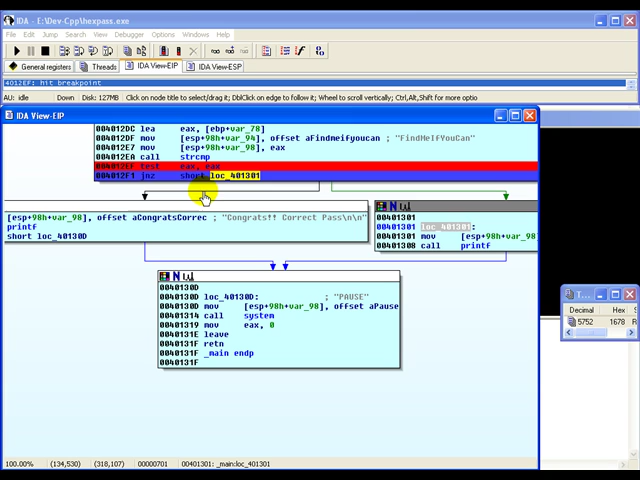 IDA - E:\Dev-Cpp\hexpass.exe
File Edit Jump Search View Debugger Options Windows Help
General registers Threads IDA View-EIP IDA View-ESP
4012EF: hit breakpoint
AU: idle Down Disk: 127MB Click on node title to select/drag it; DblClick on edge to follow it; Wheel to scroll vertically; Ctrl,Alt,Shift for more optio
IDA View-EIP
004012DC lea eax, [ebp+var_78]
004012DF mov [esp+98h+var_94], offset aFindmeifyoucan ; "FindMeIfYouCan"
004012E7 mov [esp+98h+var_98], eax
004012EA call strcmp
004012EF test eax, eax
004012F1 jnz short loc_401301
[esp+98h+var_98], offset aCongratsCorrec ; "Congrats!! Correct Pass\n\n"
printf
short loc_40130D
00401301
00401301 loc_401301:
00401301 mov [esp+98h+var_98]
00401308 call printf
0040130D
0040130D loc_40130D: ; "PAUSE"
0040130D mov [esp+98h+var_98], offset aPause
00401314 call system
00401319 mov eax, 0
0040131E leave
0040131F retn
0040131F _main endp
0040131F
T...
Decimal Hex S
5752 1678 R
100.00% (134,530) (318,107) 00000701 00401301: _main:loc_401301